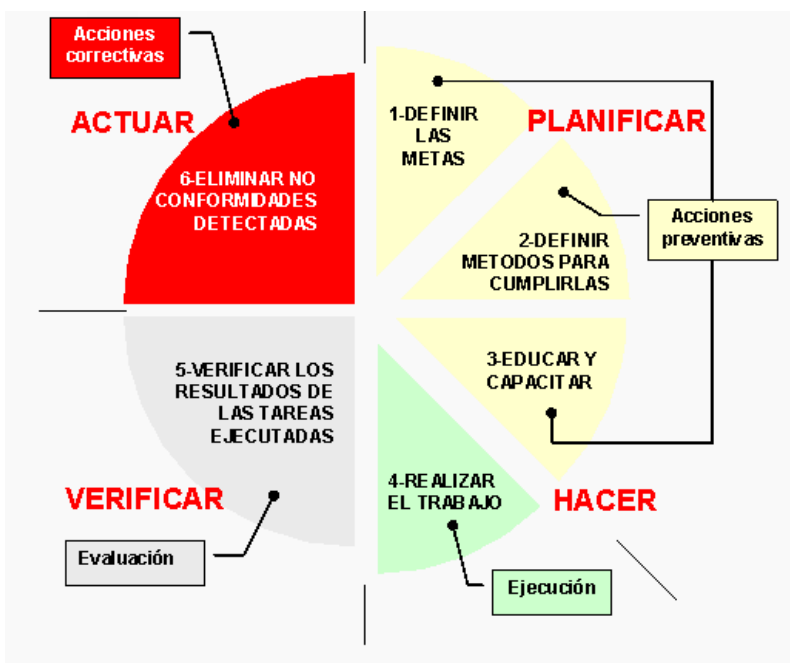 Acciones
correctivas
ACTUAR
1-DEFINIR
LAS
METAS
PLANIFICAR
6-ELIMINAR NO
CONFORMIDADES
DETECTADAS
Acciones
preventivas
2-DEFINIR
METODOS PARA
CUMPLIRLAS
3-EDUCAR Y
CAPACITAR
5-VERIFICAR LOS
RESULTADOS DE
LAS TAREAS
EJECUTADAS
4-REALIZAR
EL TRABAJO
VERIFICAR
HACER
Evaluación
Ejecución